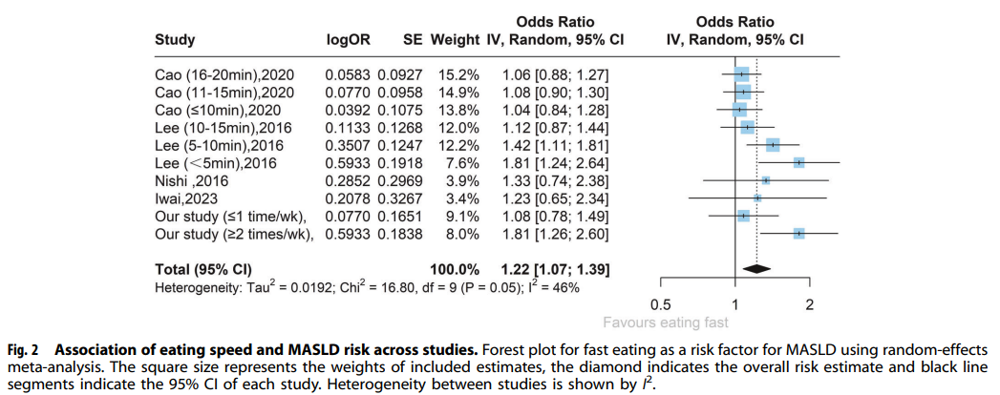 Odds Ratio Odds Ratio
Study logOR SE Weight IV, Random, 95% CI IV, Random, 95% CI
Cao (16-20min),2020 0.0583 0.0927 15.2% 1.06 [0.88; 1.27]
Cao (11-15min),2020 0.0770 0.0958 14.9% 1.08 [0.90; 1.30]
Cao (≤10min),2020 0.0392 0.1075 13.8% 1.04 [0.84; 1.28]
Lee (10-15min),2016 0.1133 0.1268 12.0% 1.12 [0.87; 1.44]
Lee (5-10min),2016 0.3507 0.1247 12.2% 1.42 [1.11; 1.81]
Lee (<5min),2016 0.5933 0.1918 7.6% 1.81 [1.24; 2.64]
Nishi ,2016 0.2852 0.2969 3.9% 1.33 [0.74; 2.38]
Iwai,2023 0.2078 0.3267 3.4% 1.23 [0.65; 2.34]
Our study (≤1 time/wk), 0.0770 0.1651 9.1% 1.08 [0.78; 1.49]
Our study (≥2 times/wk), 0.5933 0.1838 8.0% 1.81 [1.26; 2.60]
Total (95% CI) 100.0% 1.22 [1.07; 1.39]
Heterogeneity: Tau² = 0.0192; Chi² = 16.80, df = 9 (P = 0.05); I² = 46%
0.5 1 2
Favours eating fast
Fig. 2 Association of eating speed and MASLD risk across studies. Forest plot for fast eating as a risk factor for MASLD using random-effects
meta-analysis. The square size represents the weights of included estimates, the diamond indicates the overall risk estimate and black line
segments indicate the 95% CI of each study. Heterogeneity between studies is shown by I².